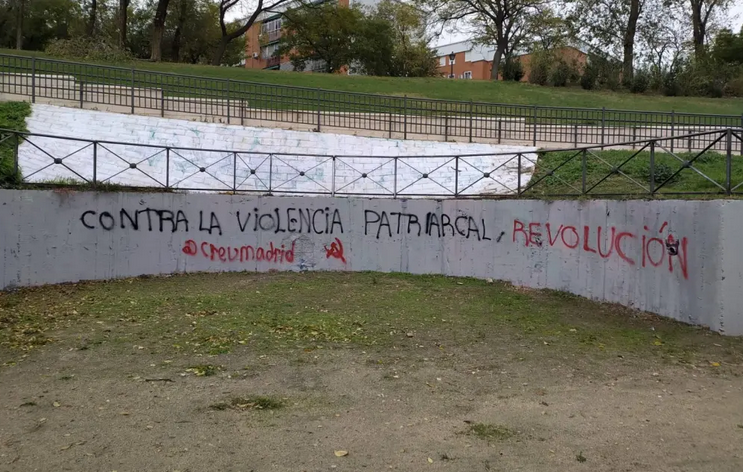 CONTRA LA VIOLENCIA PATRIARCAL, REVOLUCIÓN
@creumadrid